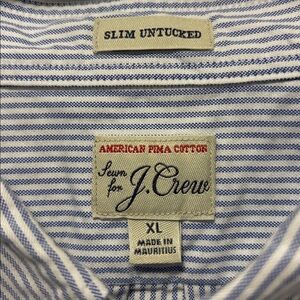 SLIM UNTUCKED
AMERICAN PIMA COTTON
Sewn for J.Crew
XL
MADE IN
MAURITIUS